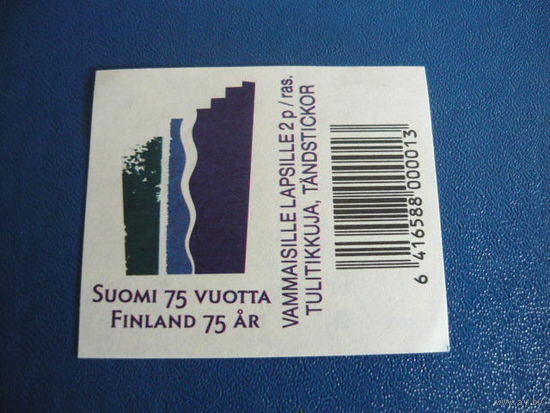 SUOMI 75 VUOTTA
FINLAND 75 ÅR
VAMMAISILLE LAPSILLE 2 p / ras.
TULITIKKUJA, TÄNDSTICKOR
6 416588 000013